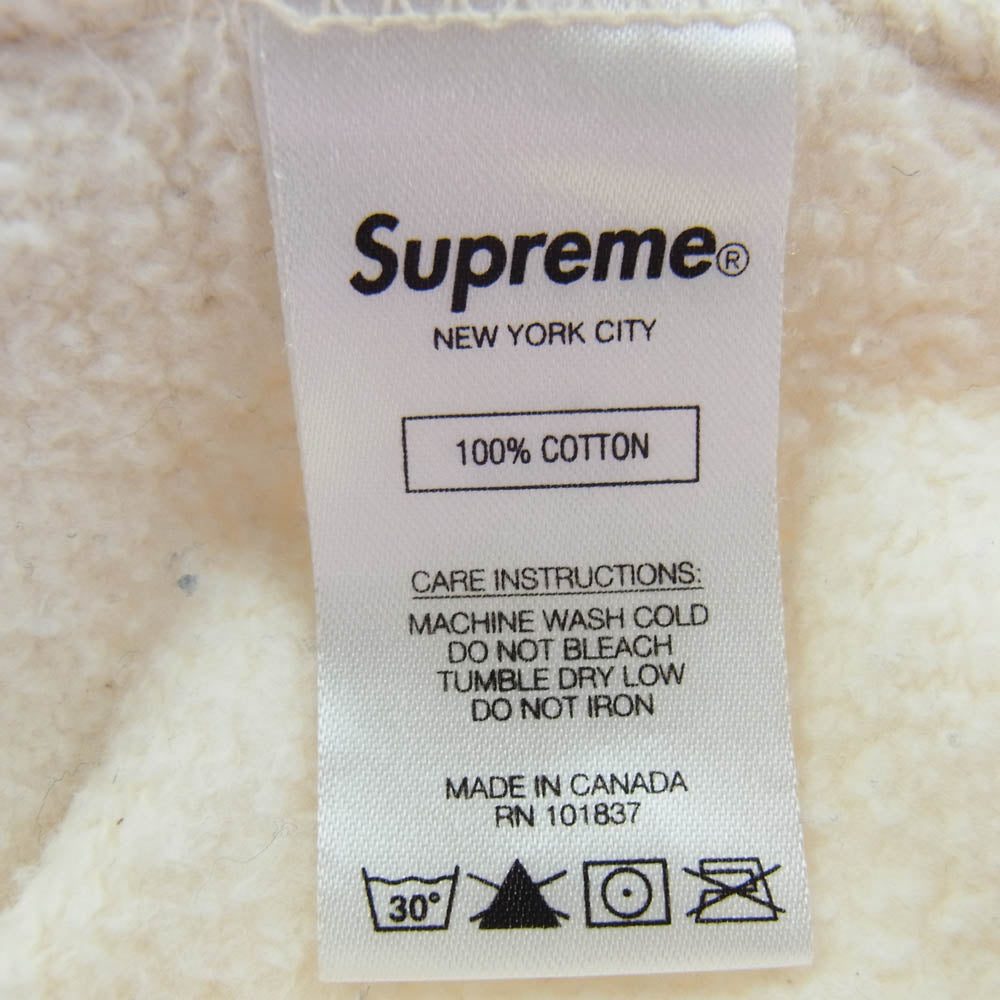 Supreme®
NEW YORK CITY
100% COTTON
CARE INSTRUCTIONS:
MACHINE WASH COLD
DO NOT BLEACH
TUMBLE DRY LOW
DO NOT IRON
MADE IN CANADA
RN 101837
30°